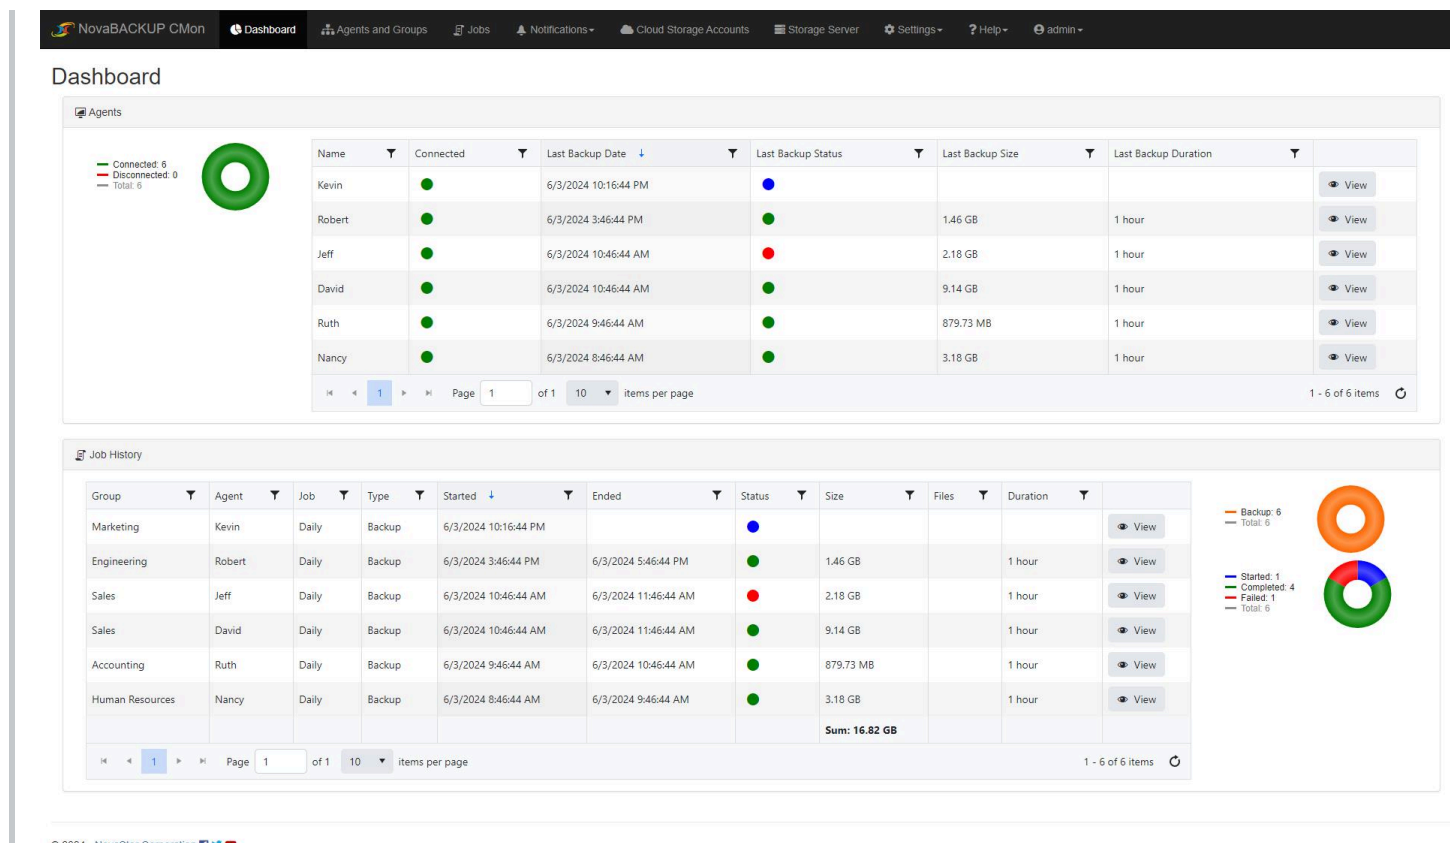 NovaBACKUP CMon Dashboard Agents and Groups Jobs Notifications Cloud Storage Accounts Storage Server Settings ? Help admin
Dashboard
Agents
Connected: 6
Disconnected: 0
Total: 6
Name Connected Last Backup Date ↓ Last Backup Status Last Backup Size Last Backup Duration
Kevin 6/3/2024 10:16:44 PM View
Robert 6/3/2024 3:46:44 PM 1.46 GB 1 hour View
Jeff 6/3/2024 10:46:44 AM 2.18 GB 1 hour View
David 6/3/2024 10:46:44 AM 9.14 GB 1 hour View
Ruth 6/3/2024 9:46:44 AM 879.73 MB 1 hour View
Nancy 6/3/2024 8:46:44 AM 3.18 GB 1 hour View
1 Page 1 of 1 10 items per page 1 - 6 of 6 items
Job History
Group Agent Job Type Started ↓ Ended Status Size Files Duration
Marketing Kevin Daily Backup 6/3/2024 10:16:44 PM View
Engineering Robert Daily Backup 6/3/2024 3:46:44 PM 6/3/2024 5:46:44 PM 1.46 GB 1 hour View
Sales Jeff Daily Backup 6/3/2024 10:46:44 AM 6/3/2024 11:46:44 AM 2.18 GB 1 hour View
Sales David Daily Backup 6/3/2024 10:46:44 AM 6/3/2024 11:46:44 AM 9.14 GB 1 hour View
Accounting Ruth Daily Backup 6/3/2024 9:46:44 AM 6/3/2024 10:46:44 AM 879.73 MB 1 hour View
Human Resources Nancy Daily Backup 6/3/2024 8:46:44 AM 6/3/2024 9:46:44 AM 3.18 GB 1 hour View
Sum: 16.82 GB
1 Page 1 of 1 10 items per page 1 - 6 of 6 items
Backup: 6
Total: 6
Started: 1
Completed: 4
Failed: 1
Total: 6